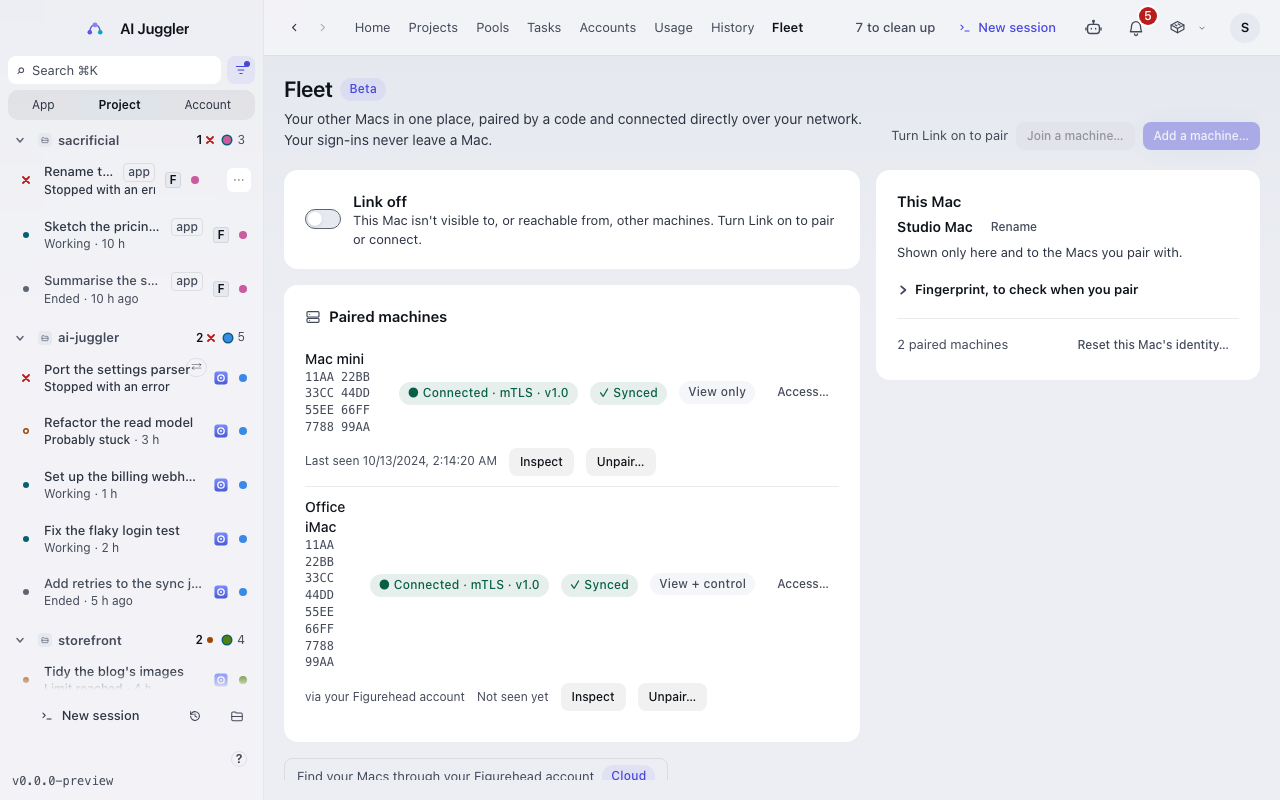 AI Juggler
Search ⌘K
App Project Account
sacrificial 1 3
Rename t... app F
Stopped with an err
Sketch the pricin... app F
Working · 10 h
Summarise the s... app F
Ended · 10 h ago
ai-juggler 2 5
Port the settings parser
Stopped with an error
Refactor the read model
Probably stuck · 3 h
Set up the billing webh...
Working · 1 h
Fix the flaky login test
Working · 2 h
Add retries to the sync j...
Ended · 5 h ago
storefront 2 4
Tidy the blog's images
Limit reached · 4 h
New session
?
v0.0.0-preview
Home Projects Pools Tasks Accounts Usage History Fleet 7 to clean up New session 5 S
Fleet Beta
Your other Macs in one place, paired by a code and connected directly over your network.
Your sign-ins never leave a Mac.
Turn Link on to pair Join a machine... Add a machine...
Link off
This Mac isn't visible to, or reachable from, other machines. Turn Link on to pair
or connect.
Paired machines
Mac mini
11AA 22BB
33CC 44DD
55EE 66FF
7788 99AA
Connected · mTLS · v1.0 ✓ Synced View only Access...
Last seen 10/13/2024, 2:14:20 AM Inspect Unpair...
Office
iMac
11AA
22BB
33CC
44DD
55EE
66FF
7788
99AA
Connected · mTLS · v1.0 ✓ Synced View + control Access...
via your Figurehead account Not seen yet Inspect Unpair...
Find your Macs through your Figurehead account Cloud
This Mac
Studio Mac Rename
Shown only here and to the Macs you pair with.
Fingerprint, to check when you pair
2 paired machines Reset this Mac's identity...